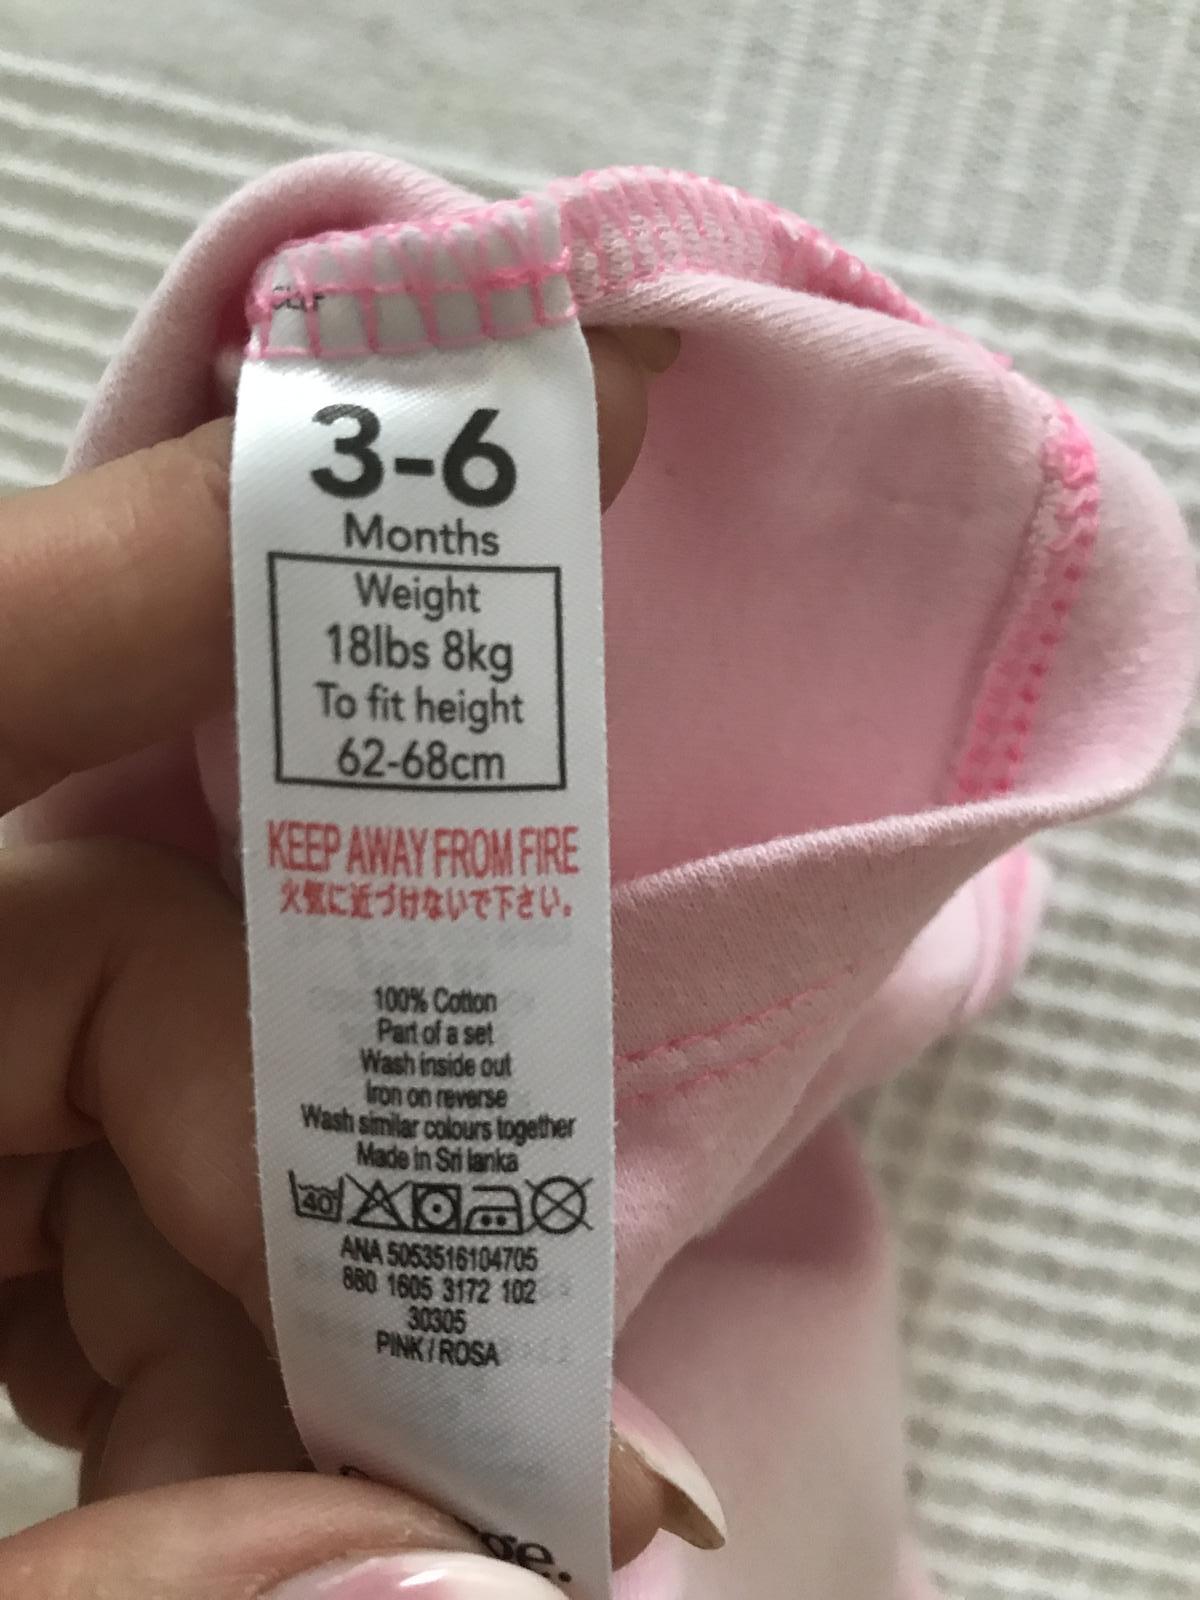 3-6
Months
Weight
18lbs 8kg
To fit height
62-68cm
KEEP AWAY FROM FIRE
火気に近づけないで下さい。
100% Cotton
Part of a set
Wash inside out
Iron on reverse
Wash similar colours together
Made in Sri lanka
40
ANA 5053516104705
880 1605 3172 102
30305
PINK / ROSA